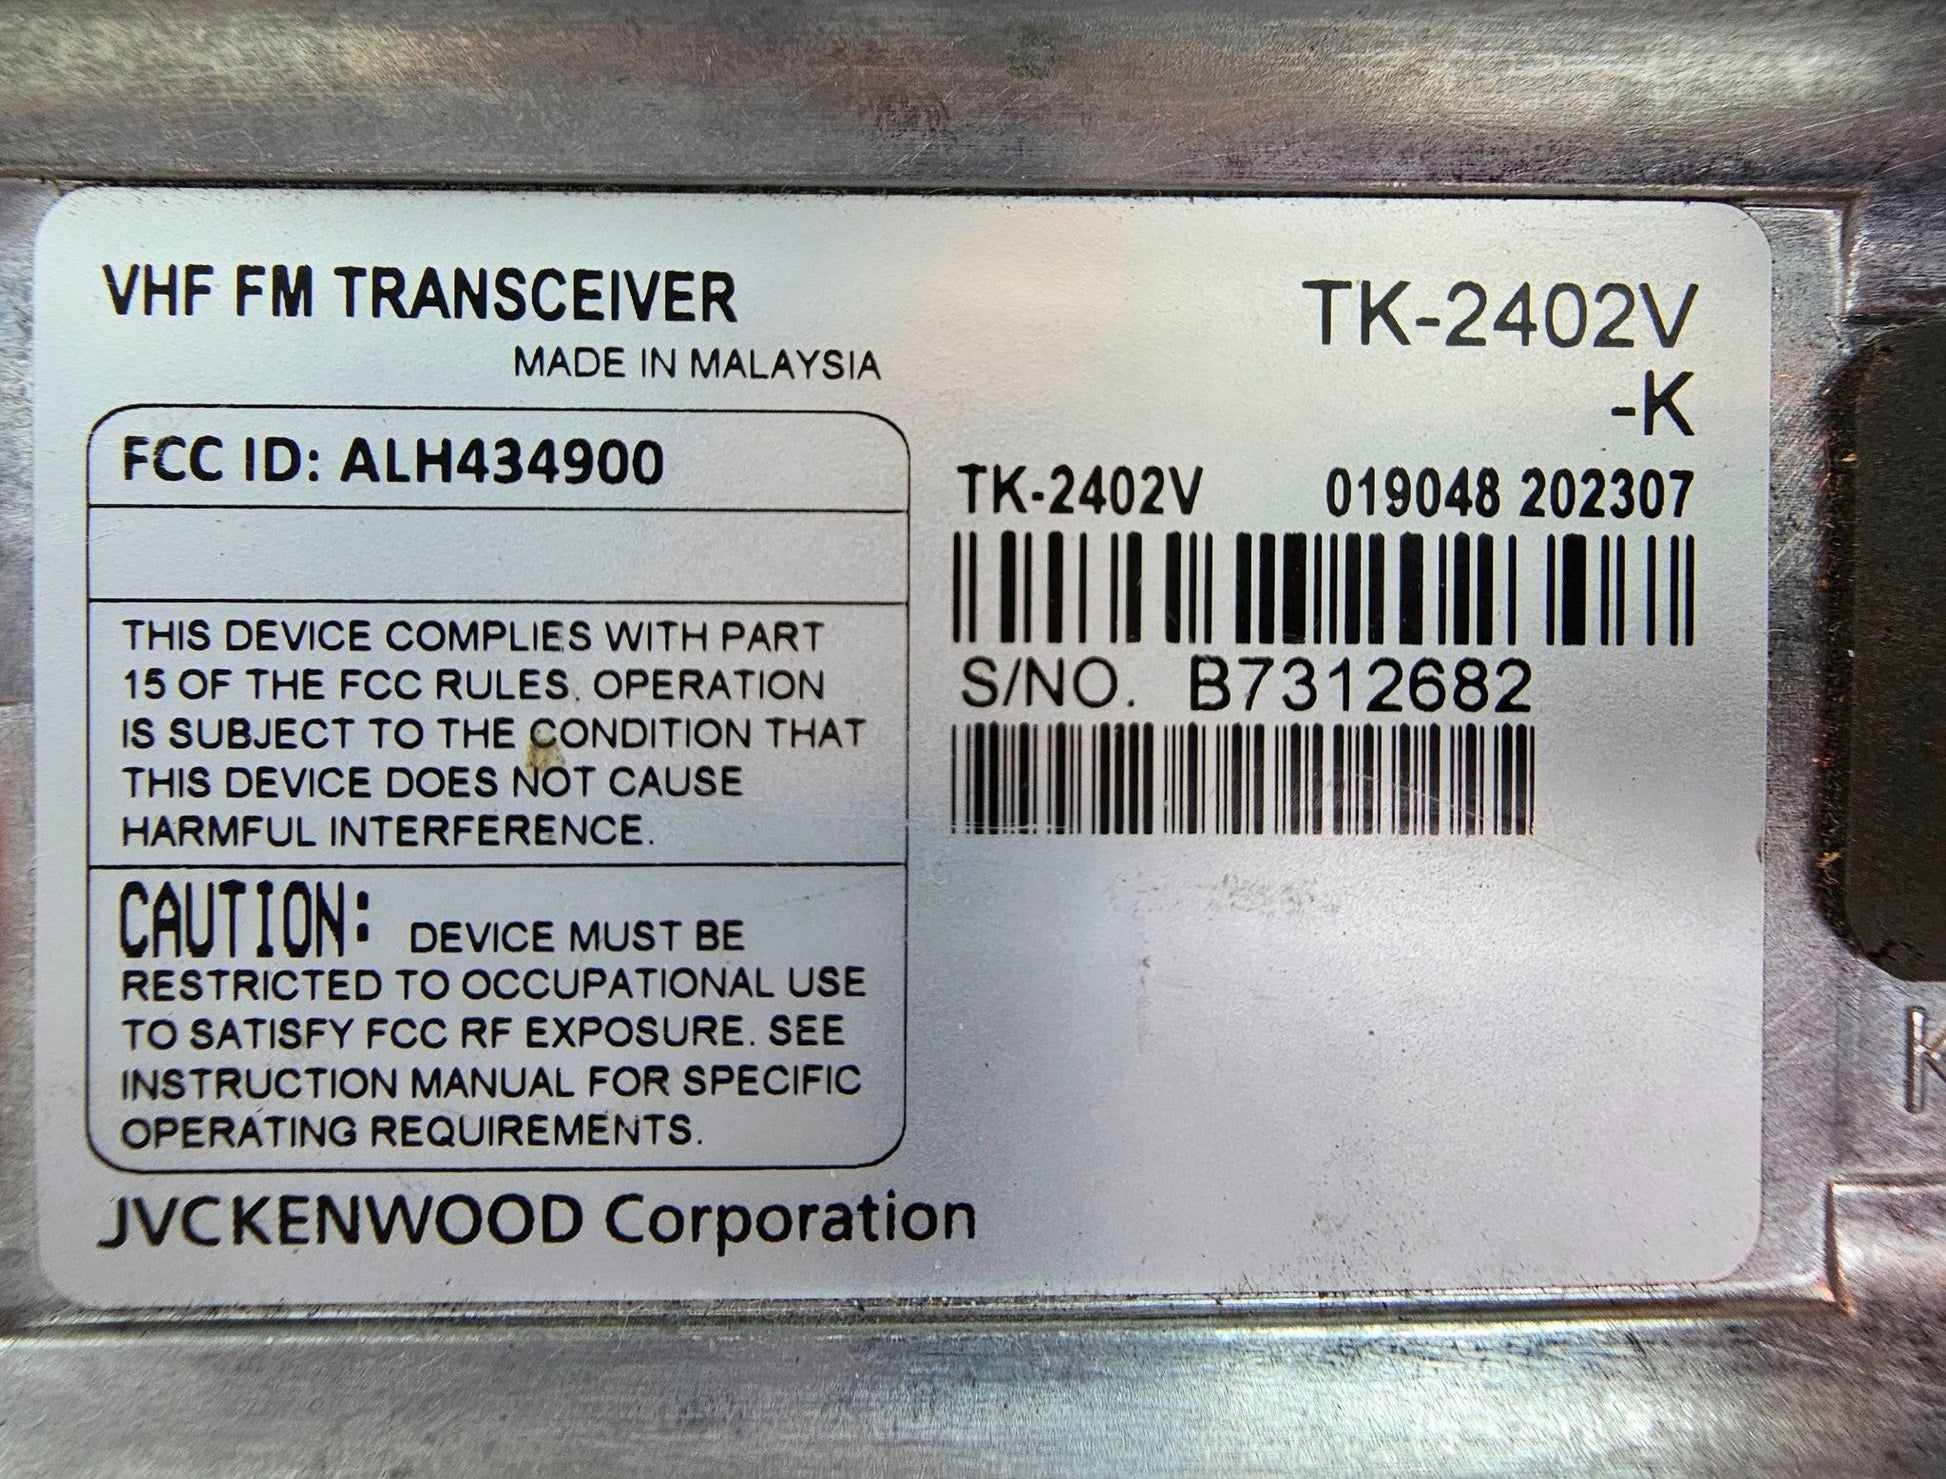 VHF FM TRANSCEIVER
MADE IN MALAYSIA
FCC ID: ALH434900
THIS DEVICE COMPLIES WITH PART
15 OF THE FCC RULES. OPERATION
IS SUBJECT TO THE CONDITION THAT
THIS DEVICE DOES NOT CAUSE
HARMFUL INTERFERENCE.
CAUTION: DEVICE MUST BE
RESTRICTED TO OCCUPATIONAL USE
TO SATISFY FCC RF EXPOSURE. SEE
INSTRUCTION MANUAL FOR SPECIFIC
OPERATING REQUIREMENTS.
JVCKENWOOD Corporation
TK-2402V
-K
TK-2402V 019048 202307
S/NO. B7312682
K